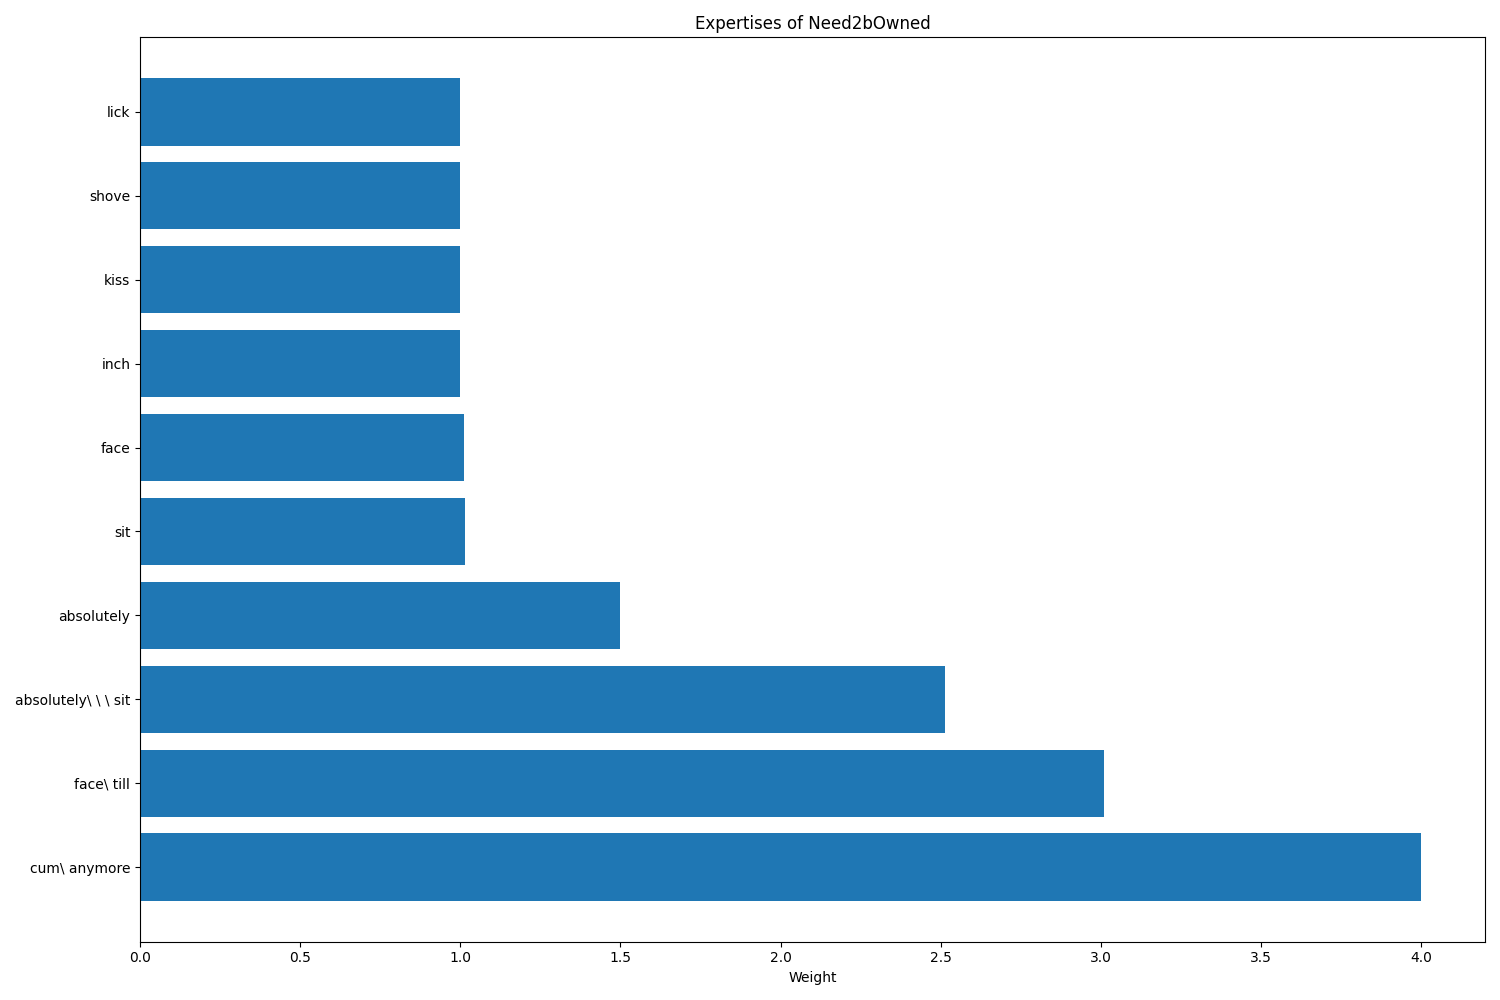 Expertises of Need2bOwned
lick
shove
kiss
inch
face
sit
absolutely
absolutely\ \ \ sit
face\ till
cum\ anymore
0.0 0.5 1.0 1.5 2.0 2.5 3.0 3.5 4.0
Weight